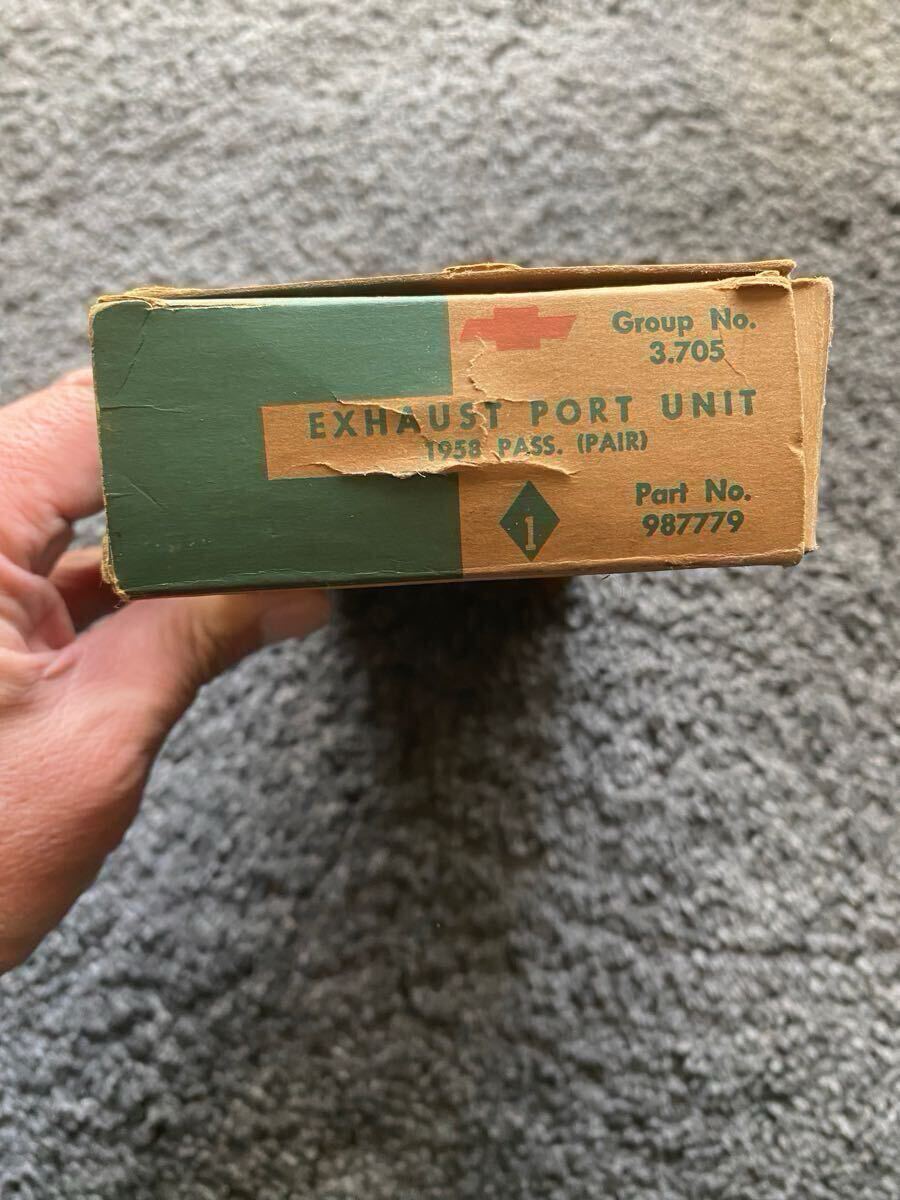 Group No.
3.705
EXHAUST PORT UNIT
1958 PASS. (PAIR)
1
Part No.
987779